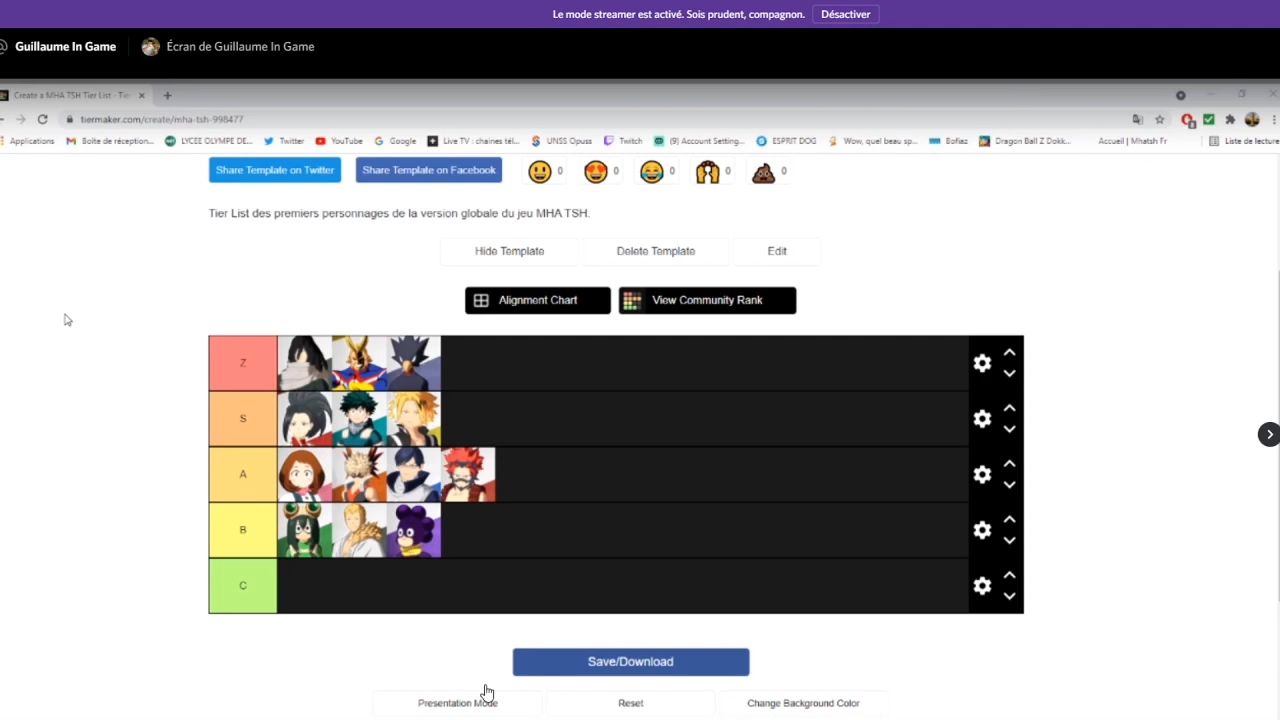 Le mode streamer est activé. Sois prudent, compagnon.
Désactiver
Guillaume In Game
Écran de Guillaume In Game
Create a MHA TSH Tier List - Tier
tiermaker.com/create/mha-tsh-998477
Applications
Boîte de réception...
LYCEE OLYMPE DE...
Twitter
YouTube
Google
Live TV : chaines tél...
UNSS Opuss
Twitch
(9) Account Setting...
ESPRIT DOG
Wow, quel beau sp...
Bofiaz
Dragon Ball Z Dokk...
Accueil | Mhatsh Fr
Liste de lecture
Share Template on Twitter
Share Template on Facebook
0
0
0
0
0
Tier List des premiers personnages de la version globale du jeu MHA TSH.
Hide Template
Delete Template
Edit
Alignment Chart
View Community Rank
Z
S
A
B
C
Save/Download
Presentation Mode
Reset
Change Background Color